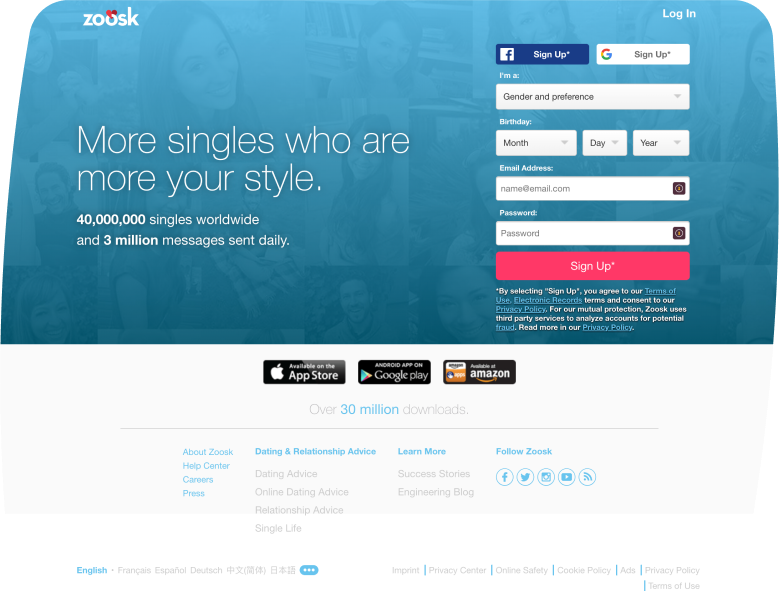 zoosk
Log In
Sign Up*
Sign Up*
I'm a:
Gender and preference
Birthday:
Month
Day
Year
More singles who are
more your style.
Email Address:
name@email.com
40,000,000 singles worldwide
and 3 million messages sent daily.
Password:
Password
Sign Up*
*By selecting "Sign Up", you agree to our Terms of
Use, Electronic Records terms and consent to our
Privacy Policy. For our mutual protection, Zoosk uses
third party services to analyze accounts for potential
fraud. Read more in our Privacy Policy.
Available on the
App Store
ANDROID APP ON
Google play
amazon
Available at
amazon
Over 30 million downloads.
About Zoosk
Help Center
Careers
Press
Dating & Relationship Advice
Dating Advice
Online Dating Advice
Relationship Advice
Single Life
Learn More
Success Stories
Engineering Blog
Follow Zoosk
English • Français Español Deutsch 中文(简体) 日本語
Imprint | Privacy Center | Online Safety | Cookie Policy | Ads | Privacy Policy
| Terms of Use